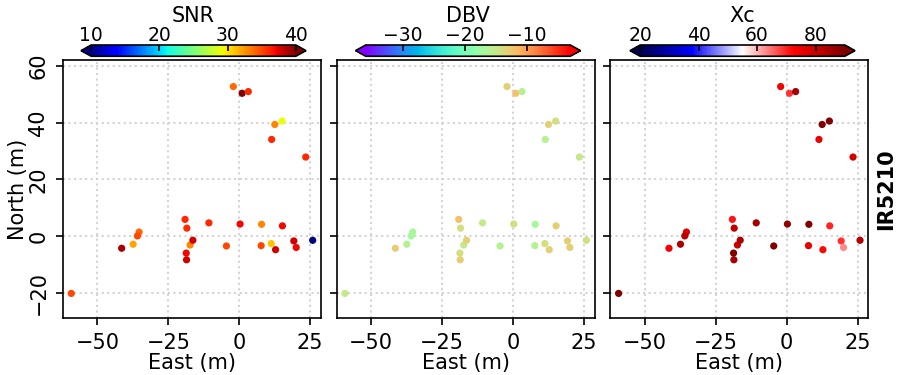 SNR DBV Xc
10 20 30 40 −30 −20 −10 20 40 60 80
60
40
20
0
−20
North (m)
IR5210
−50 −25 0 25 −50 −25 0 25 −50 −25 0 25
East (m) East (m) East (m)